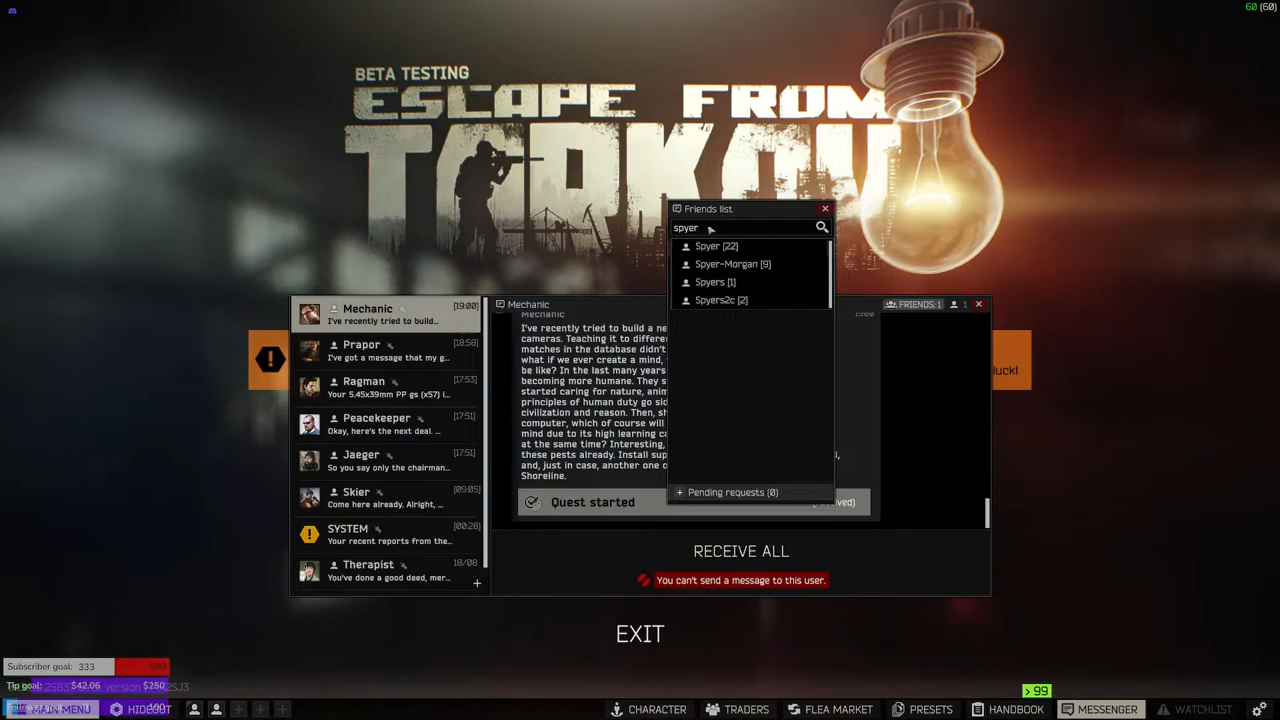 60 (60)
BETA TESTING
ESCAPE FROM
TARKOV
Friends list
spyer
Spyer [22]
Spyer-Morgan [9]
Spyers [1]
Spyers2c [2]
Pending requests (0)
Mechanic
[19:00]
I've recently tried to build...
Prapor
[18:58]
I've got a message that my g...
Ragman
[17:53]
Your 5.45x39mm PP gs (x57) i...
Peacekeeper
[17:51]
Okay, here's the next deal. ...
Jaeger
[17:51]
So you say only the chairman...
Skier
[09:05]
Come here already. Alright, ...
SYSTEM
[00:28]
Your recent reports from the...
Therapist
18/08
You've done a good deed, mer...
Mechanic
FRIENDS: 1
1
Mechanic
I've recently tried to build a ne
cameras. Teaching it to differe
matches in the database didn't
what if we ever create a mind,
be like? In the last many years
becoming more humane. They s
started caring for nature, anim
principles of human duty go sid
civilization and reason. Then, sh
computer, which of course will
mind due to its high learning c
at the same time? Interesting,
these pests already. Install sup
and, just in case, another one o
Shoreline.
Quest started
luck!
RECEIVE ALL
You can't send a message to this user.
EXIT
Subscriber goal: 333
500
Tip goal: $42.06
$250
MAIN MENU
HIDEOUT
> 99
CHARACTER
TRADERS
FLEA MARKET
PRESETS
HANDBOOK
MESSENGER
WATCHLIST